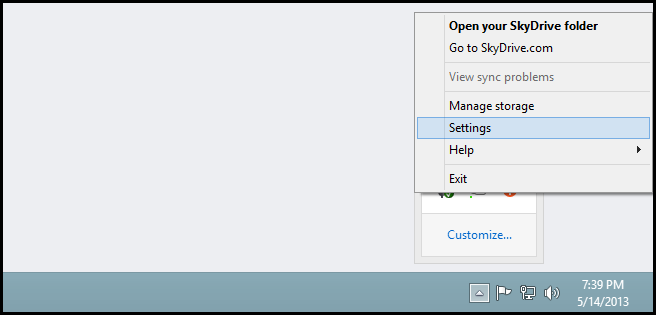 Open your SkyDrive folder
Go to SkyDrive.com
View sync problems
Manage storage
Settings
Help
Exit
Customize...
7:39 PM
5/14/2013